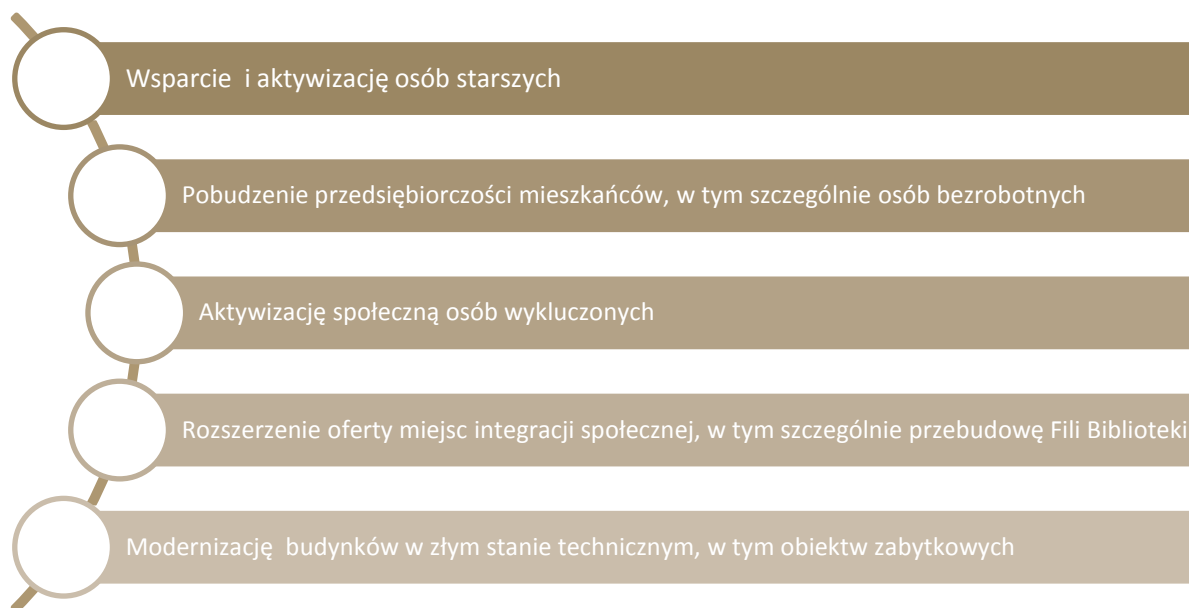 Wsparcie  i aktywizację osób starszych
Pobudzenie przedsiębiorczości mieszkańców, w tym szczególnie osób bezrobotnych
Aktywizację społeczną osób wykluczonych
Rozszerzenie oferty miejsc integracji społecznej, w tym szczególnie przebudowę Fili Biblioteki
Modernizację  budynków w złym stanie technicznym, w tym obiektw zabytkowych